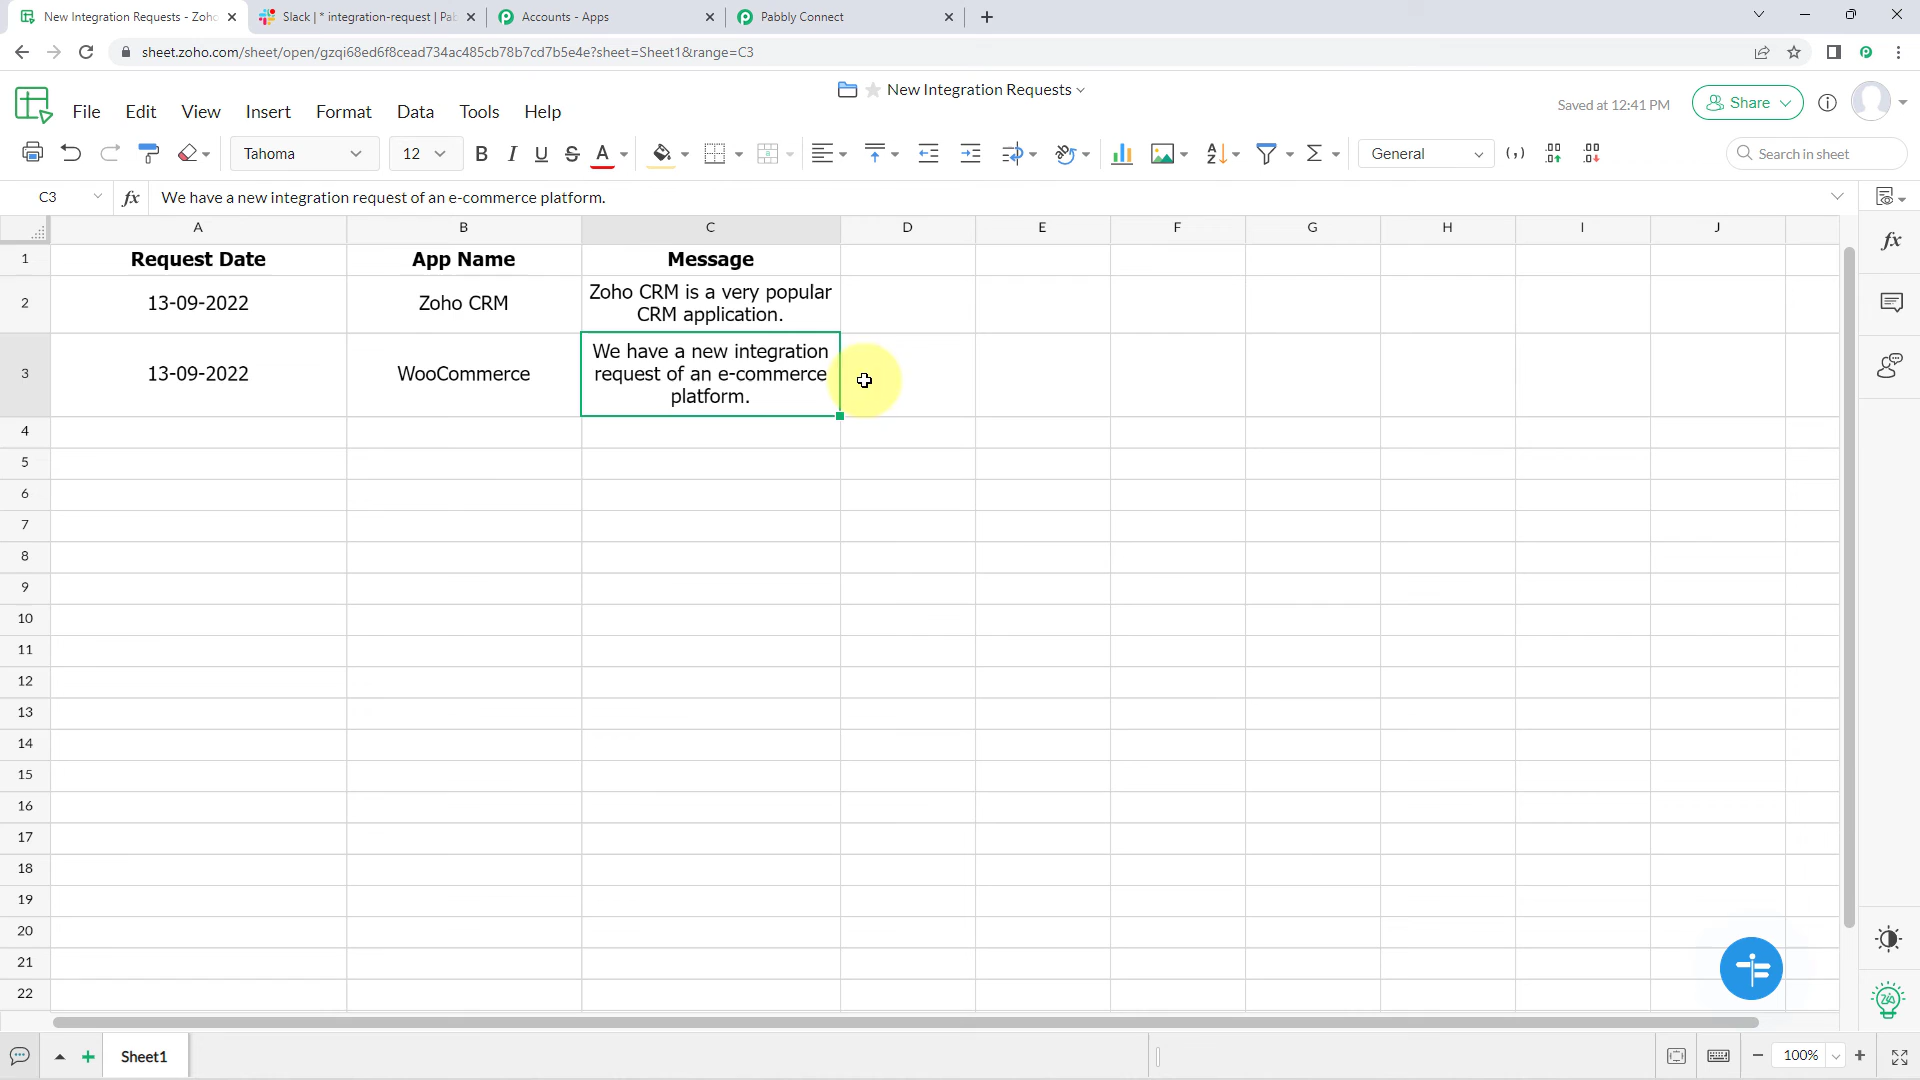 New Integration Requests - Zoho
Slack | * integration-request | Pab
Accounts - Apps
Pabbly Connect
sheet.zoho.com/sheet/open/gzqi68ed6f8cead734ac485cb78b7cd7b5e4e?sheet=Sheet1&range=C3
New Integration Requests
File Edit View Insert Format Data Tools Help
Saved at 12:41 PM
Share
Tahoma
12
B I U S A
General
Search in sheet
C3
fx
We have a new integration request of an e-commerce platform.
A B C D E F G H I J
1 Request Date App Name Message
2 13-09-2022 Zoho CRM Zoho CRM is a very popular
CRM application.
3 13-09-2022 WooCommerce We have a new integration
request of an e-commerce
platform.
4
5
6
7
8
9
10
11
12
13
14
15
16
17
18
19
20
21
22
Sheet1
100%